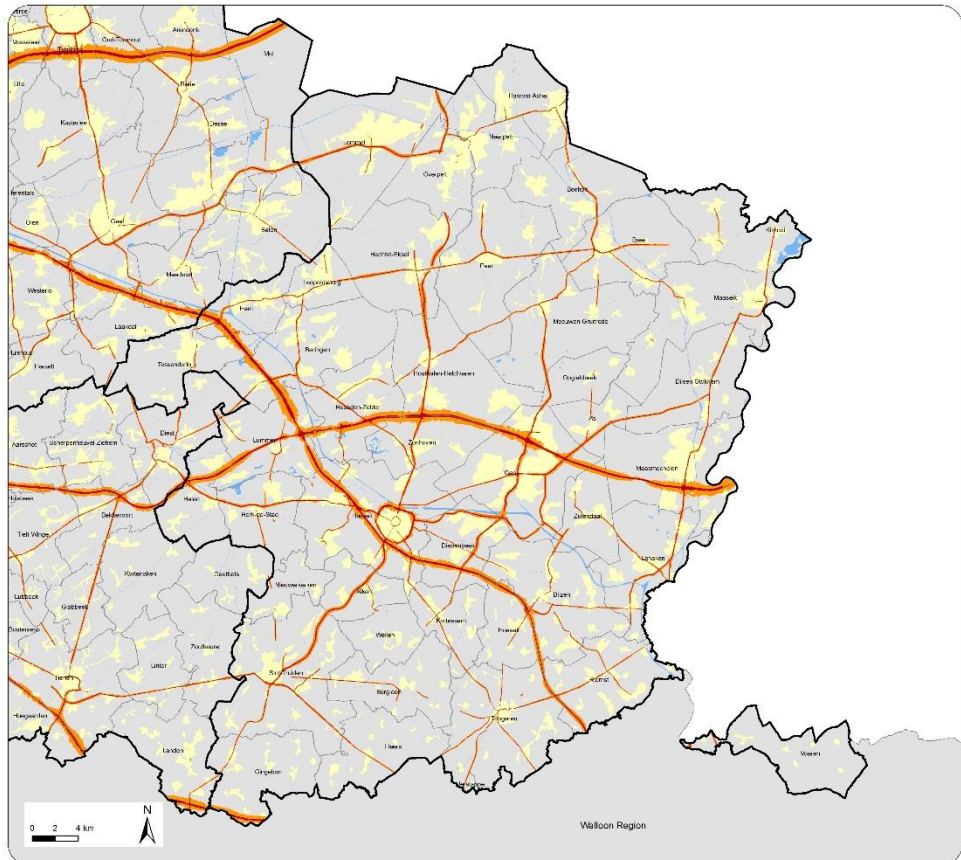 Arendonk
Oud-Turnhout
Mol
Retie
Kasterlee
Dessel
Hamont-Achel
Neerpelt
Lommel
Overpelt
Bocholt
Olen
Geel
Balen
Kinrooi
Bree
Hechtel-Eksel
Peer
Meerhout
Leopoldsburg
Westerlo
Maaseik
Ham
Laakdal
Meeuwen-Gruitrode
Beringen
Tessenderlo
Houthalen-Helchteren
Opglabbeek
Dilsen-Stokkem
Heusden-Zolder
As
Diest
Aarschot
Scherpenheuvel-Zichem
Lummen
Zonhoven
Maasmechelen
Genk
Halen
Bekkevoort
Herk-de-Stad
Hasselt
Zutendaal
Tielt-Winge
Diepenbeek
Lanaken
Kortenaken
Geetbets
Nieuwerkerken
Lubbeek
Alken
Bilzen
Glabbeek
Kortessem
Hoeselt
Wellen
Zoutleeuw
Linter
Sint-Truiden
Tienen
Riemst
Borgloon
Tongeren
Hoegaarden
Landen
Heers
Voeren
Gingelom
Walloon Region
N
0 2 4 km